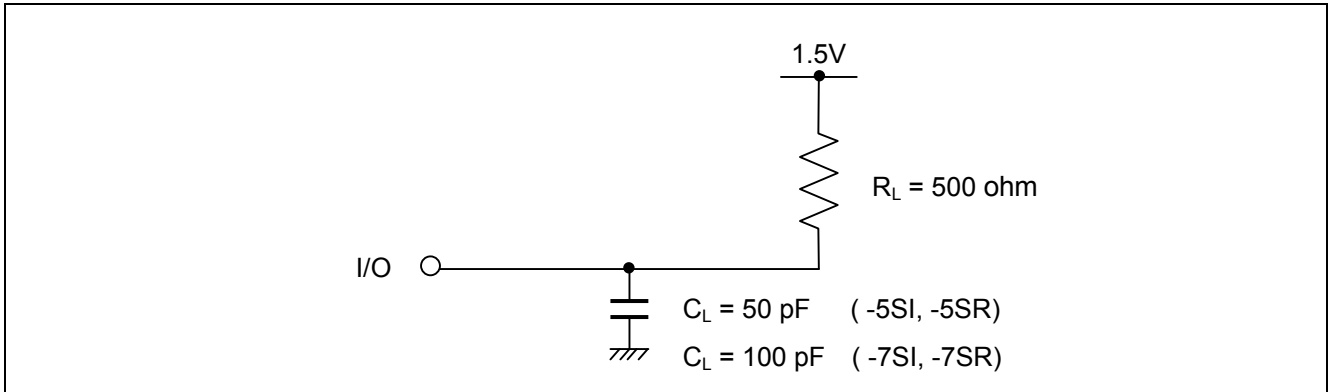 1.5V
R_L = 500 ohm
I/O
C_L = 50 pF ( -5SI, -5SR)
C_L = 100 pF ( -7SI, -7SR)